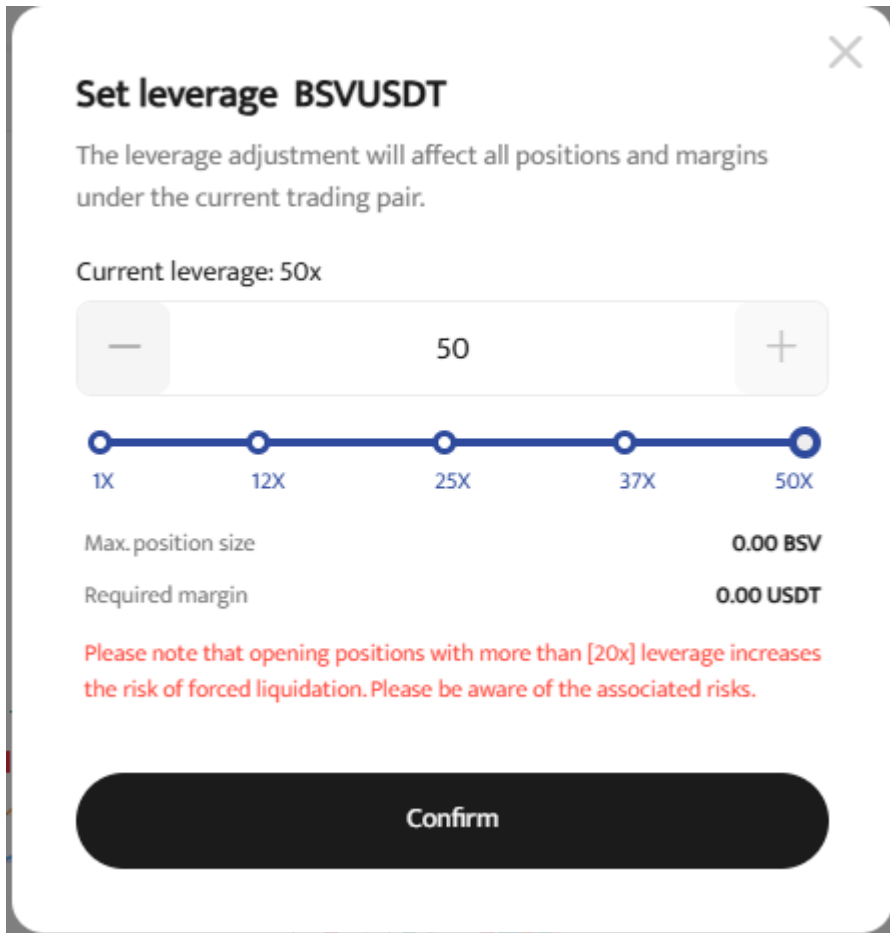 Set leverage BSVUSDT
The leverage adjustment will affect all positions and margins
under the current trading pair.
Current leverage: 50x
50
1X 12X 25X 37X 50X
Max. position size 0.00 BSV
Required margin 0.00 USDT
Please note that opening positions with more than [20x] leverage increases
the risk of forced liquidation. Please be aware of the associated risks.
Confirm